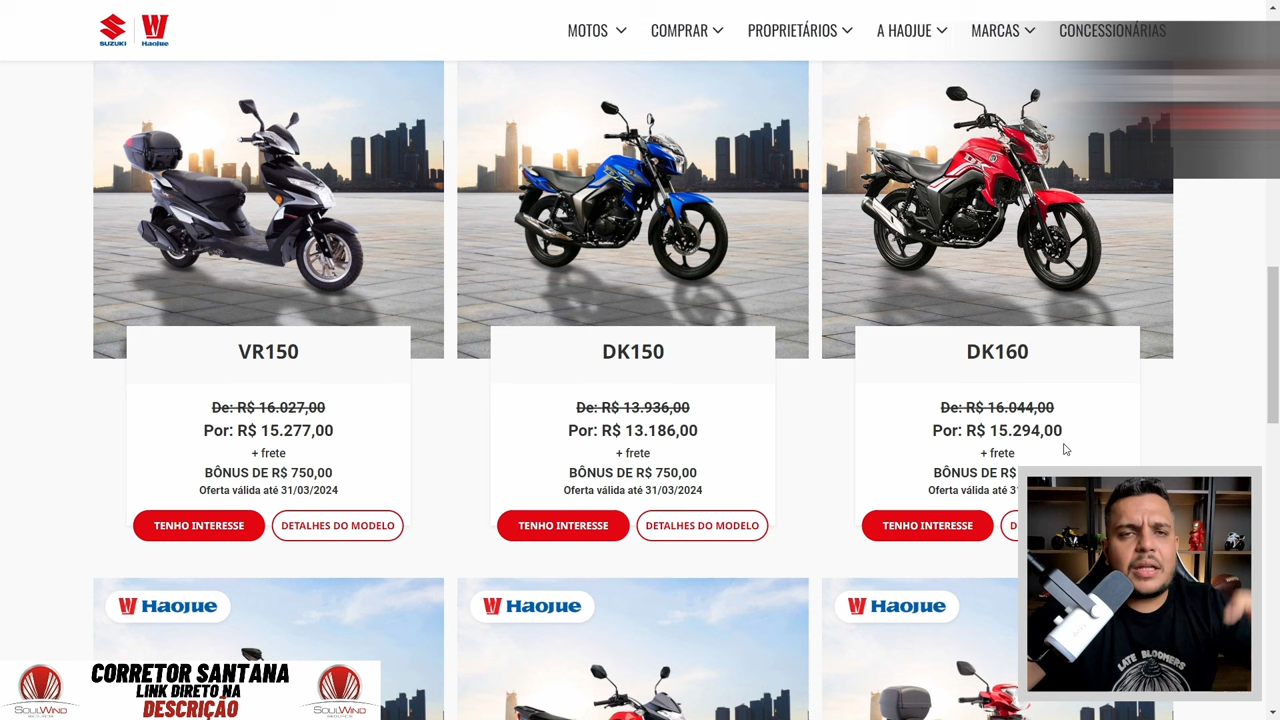 SUZUKI
HAOJUE
MOTOS
COMPRAR
PROPRIETÁRIOS
A HAOJUE
MARCAS
CONCESSIONÁRIAS
VR150
De: R$ 16.027,00
Por: R$ 15.277,00
+ frete
BÔNUS DE R$ 750,00
Oferta válida até 31/03/2024
TENHO INTERESSE
DETALHES DO MODELO
DK150
De: R$ 13.936,00
Por: R$ 13.186,00
+ frete
BÔNUS DE R$ 750,00
Oferta válida até 31/03/2024
TENHO INTERESSE
DETALHES DO MODELO
DK160
De: R$ 16.044,00
Por: R$ 15.294,00
+ frete
BÔNUS DE R$
Oferta válida até 3
TENHO INTERESSE
D
HAOJUE
HAOJUE
HAOJUE
LATE BLOOMERS
SOULWIND
CORRETOR SANTANA
LINK DIRETO NA
DESCRIÇÃO
SOULWIND